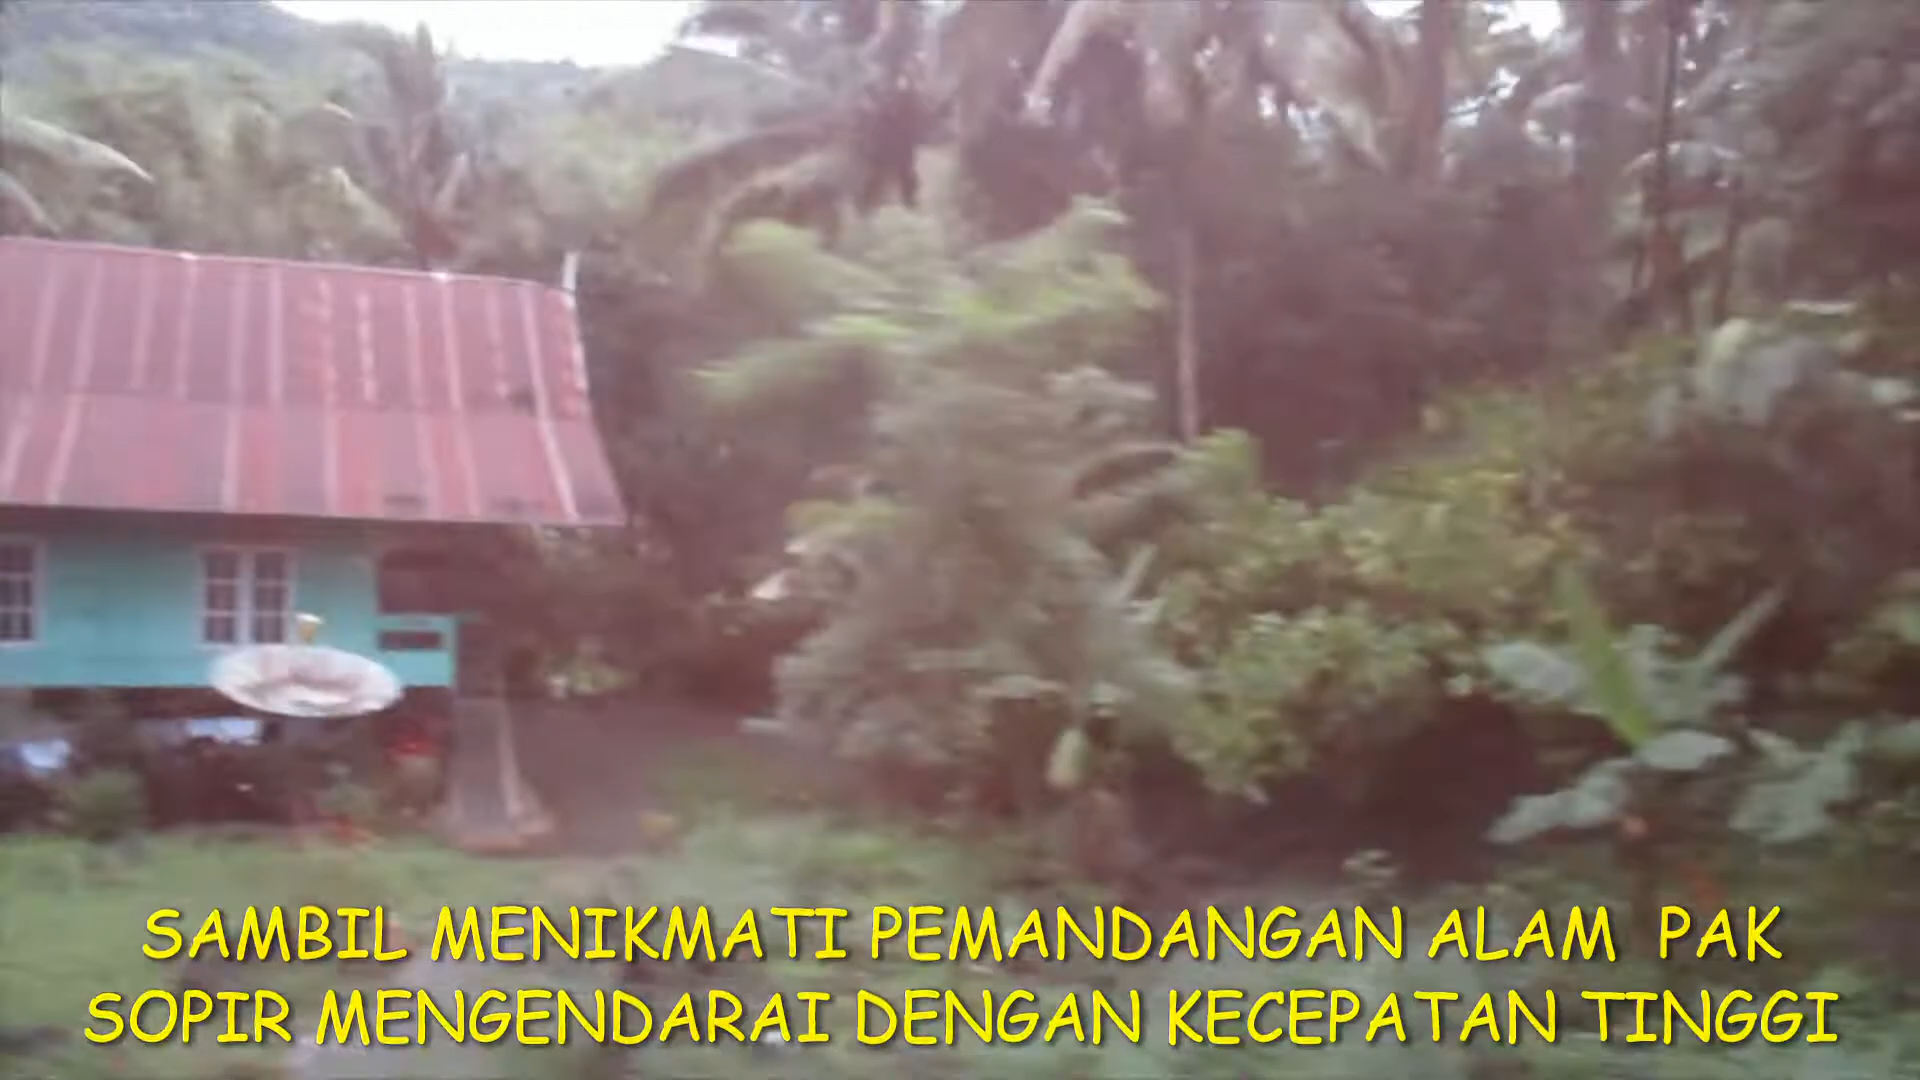 SAMBIL MENIKMATI PEMANDANGAN ALAM PAK
SOPIR MENGENDARAI DENGAN KECEPATAN TINGGI